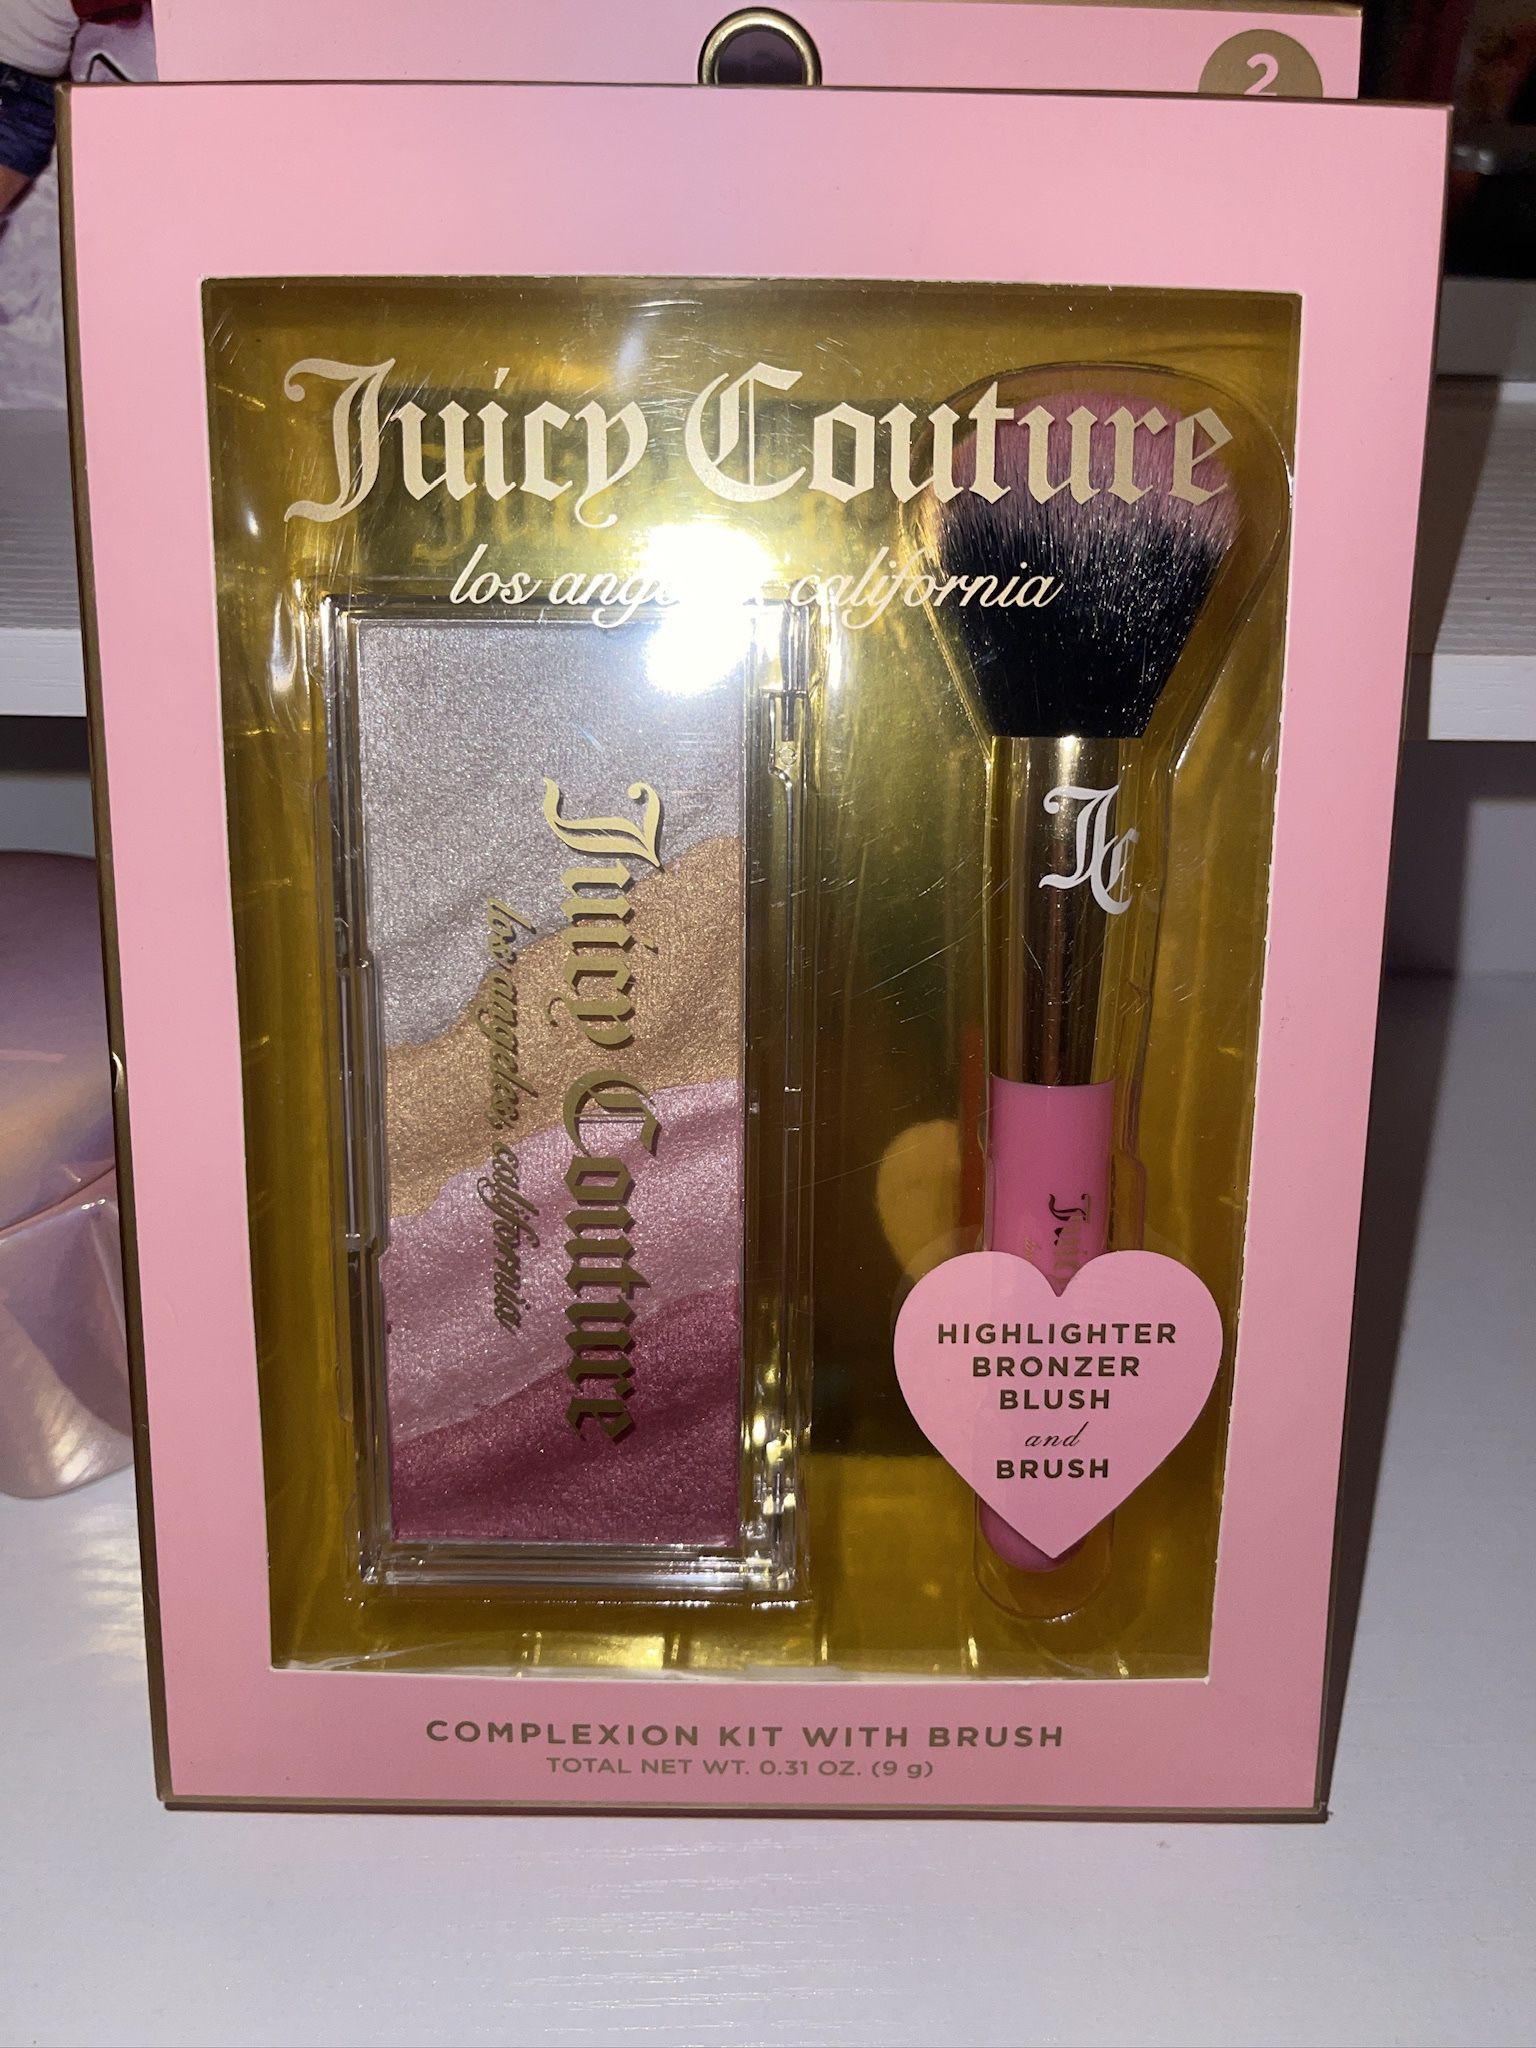 2
Juicy Couture
los california
Juicy Couture
los angeles, california
JC
HIGHLIGHTER
BRONZER
BLUSH
and
BRUSH
COMPLEXION KIT WITH BRUSH
TOTAL NET WT. 0.31 OZ. (9 g)